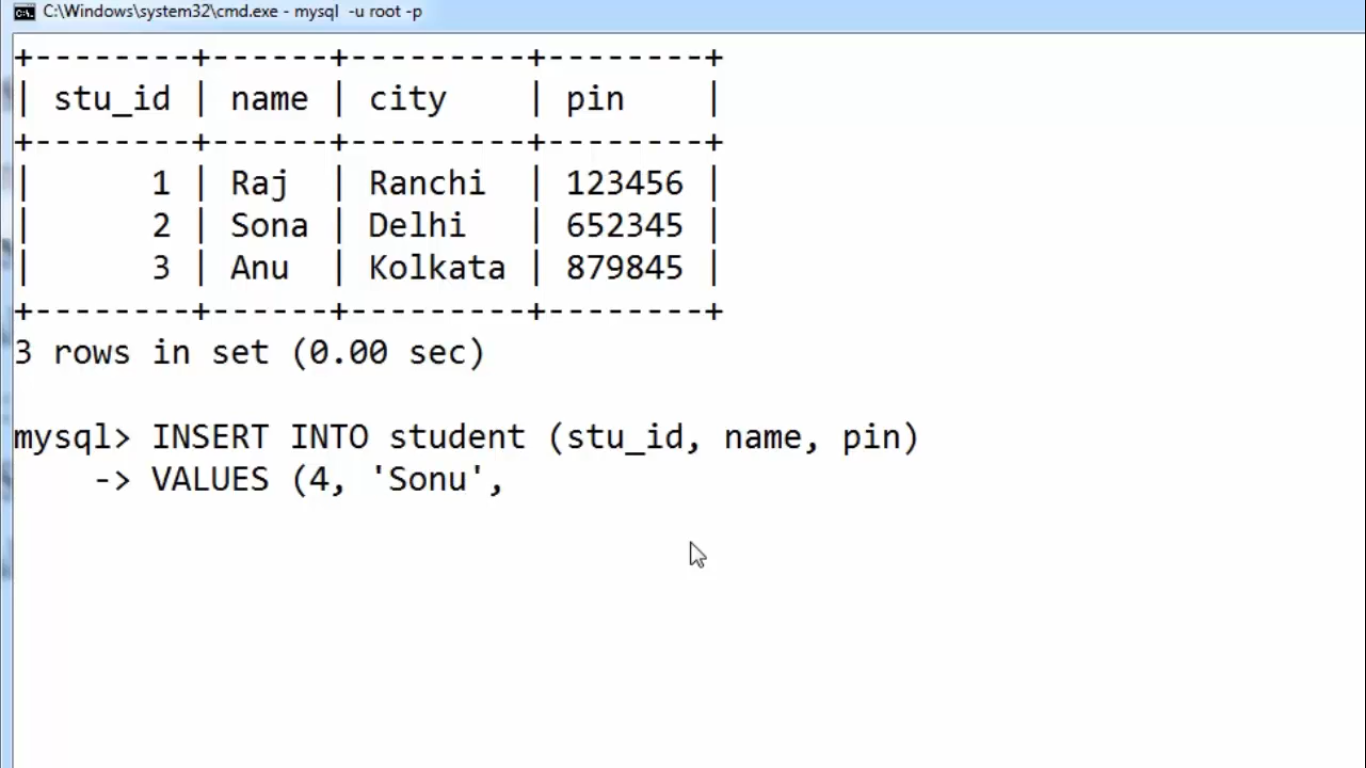 C:\Windows\system32\cmd.exe - mysql  -u root -p
+--------+------+---------+--------+
| stu_id | name | city    | pin    |
+--------+------+---------+--------+
|      1 | Raj  | Ranchi  | 123456 |
|      2 | Sona | Delhi   | 652345 |
|      3 | Anu  | Kolkata | 879845 |
+--------+------+---------+--------+
3 rows in set (0.00 sec)
mysql> INSERT INTO student (stu_id, name, pin)
    -> VALUES (4, 'Sonu',